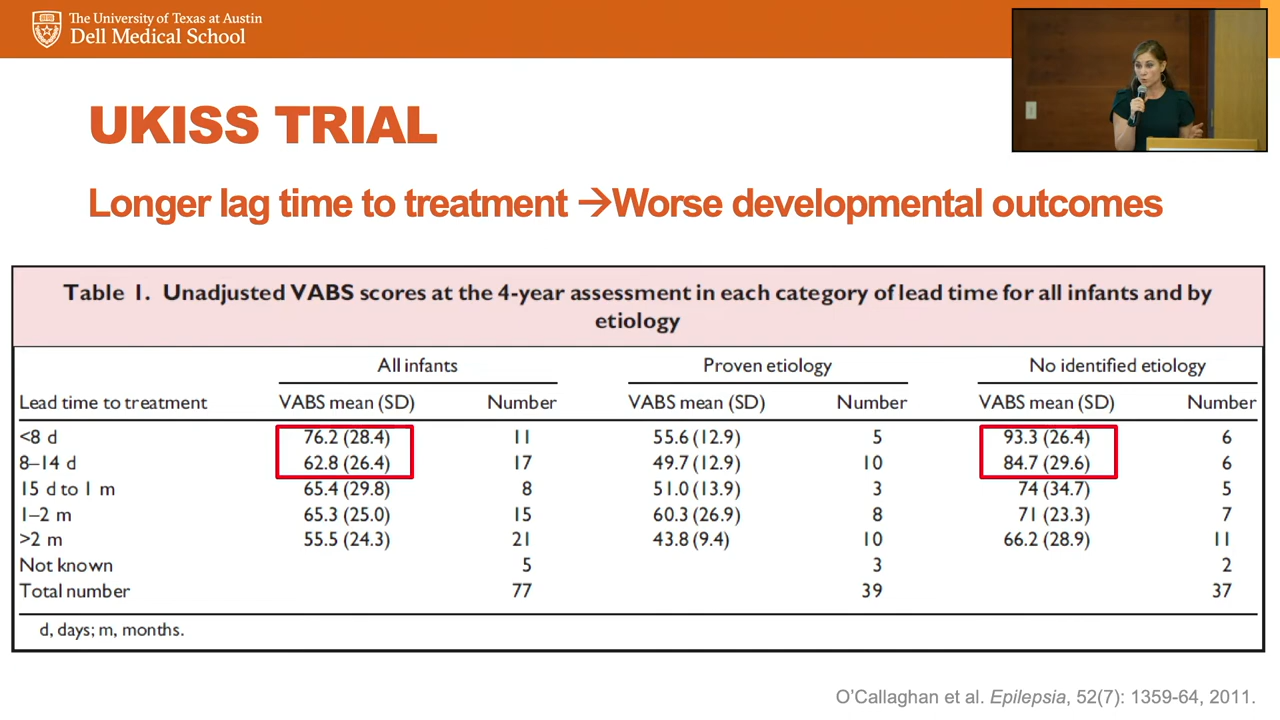 The University of Texas at Austin
Dell Medical School
UKISS TRIAL
Longer lag time to treatment →Worse developmental outcomes
Table 1. Unadjusted VABS scores at the 4-year assessment in each category of lead time for all infants and by
etiology
All infants Proven etiology No identified etiology
Lead time to treatment VABS mean (SD) Number VABS mean (SD) Number VABS mean (SD) Number
<8 d 76.2 (28.4) 11 55.6 (12.9) 5 93.3 (26.4) 6
8–14 d 62.8 (26.4) 17 49.7 (12.9) 10 84.7 (29.6) 6
15 d to 1 m 65.4 (29.8) 8 51.0 (13.9) 3 74 (34.7) 5
1–2 m 65.3 (25.0) 15 60.3 (26.9) 8 71 (23.3) 7
>2 m 55.5 (24.3) 21 43.8 (9.4) 10 66.2 (28.9) 11
Not known 5 3 2
Total number 77 39 37
d, days; m, months.
O'Callaghan et al. Epilepsia, 52(7): 1359-64, 2011.